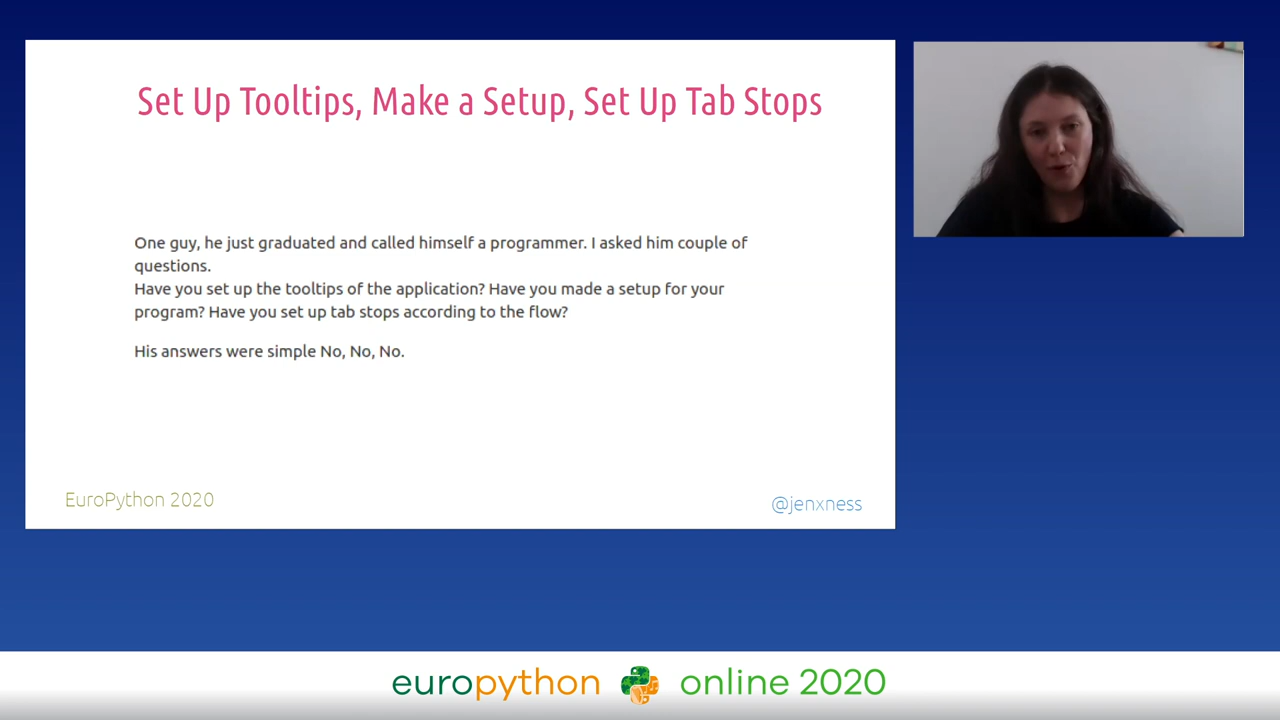 Set Up Tooltips, Make a Setup, Set Up Tab Stops
One guy, he just graduated and called himself a programmer. I asked him couple of
questions.
Have you set up the tooltips of the application? Have you made a setup for your
program? Have you set up tab stops according to the flow?
His answers were simple No, No, No.
EuroPython 2020
@jenxness
europython online 2020